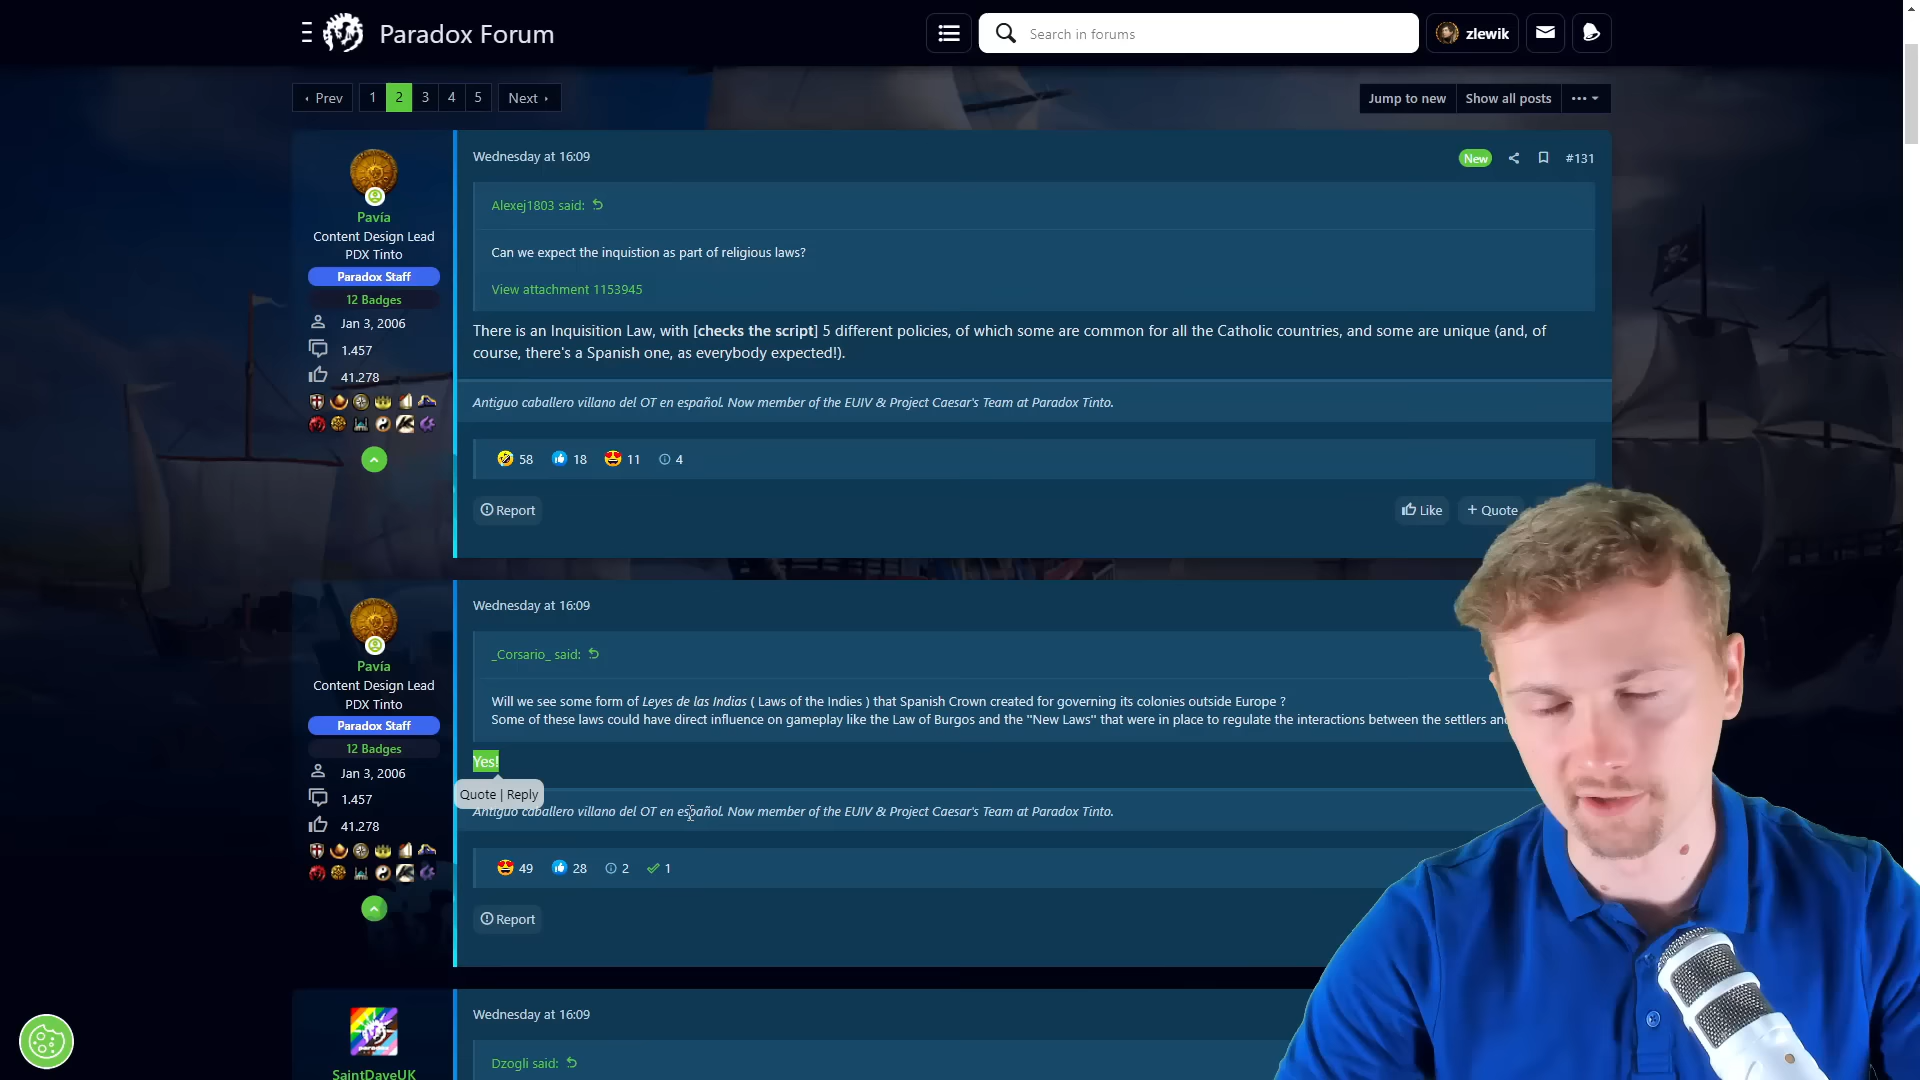 Paradox Forum
Search in forums
zlewik
‹ Prev
1
2
3
4
5
Next ›
Jump to new
Show all posts
Wednesday at 16:09
New
#131
Pavía
Content Design Lead
PDX Tinto
Paradox Staff
12 Badges
Jan 3, 2006
1.457
41.278
Alexej1803 said:
Can we expect the inquistion as part of religious laws?
View attachment 1153945
There is an Inquisition Law, with [checks the script] 5 different policies, of which some are common for all the Catholic countries, and some are unique (and, of
course, there's a Spanish one, as everybody expected!).
Antiguo caballero villano del OT en español. Now member of the EUIV & Project Caesar's Team at Paradox Tinto.
58
18
11
4
Report
Like
+ Quote
Wednesday at 16:09
Pavía
Content Design Lead
PDX Tinto
Paradox Staff
12 Badges
Jan 3, 2006
1.457
41.278
_Corsario_ said:
Will we see some form of Leyes de las Indias ( Laws of the Indies ) that Spanish Crown created for governing its colonies outside Europe ?
Some of these laws could have direct influence on gameplay like the Law of Burgos and the "New Laws" that were in place to regulate the interactions between the settlers
Yes!
Quote | Reply
Antiguo caballero villano del OT en español. Now member of the EUIV & Project Caesar's Team at Paradox Tinto.
49
28
2
1
Report
Wednesday at 16:09
SaintDaveUK
Dzogli said: